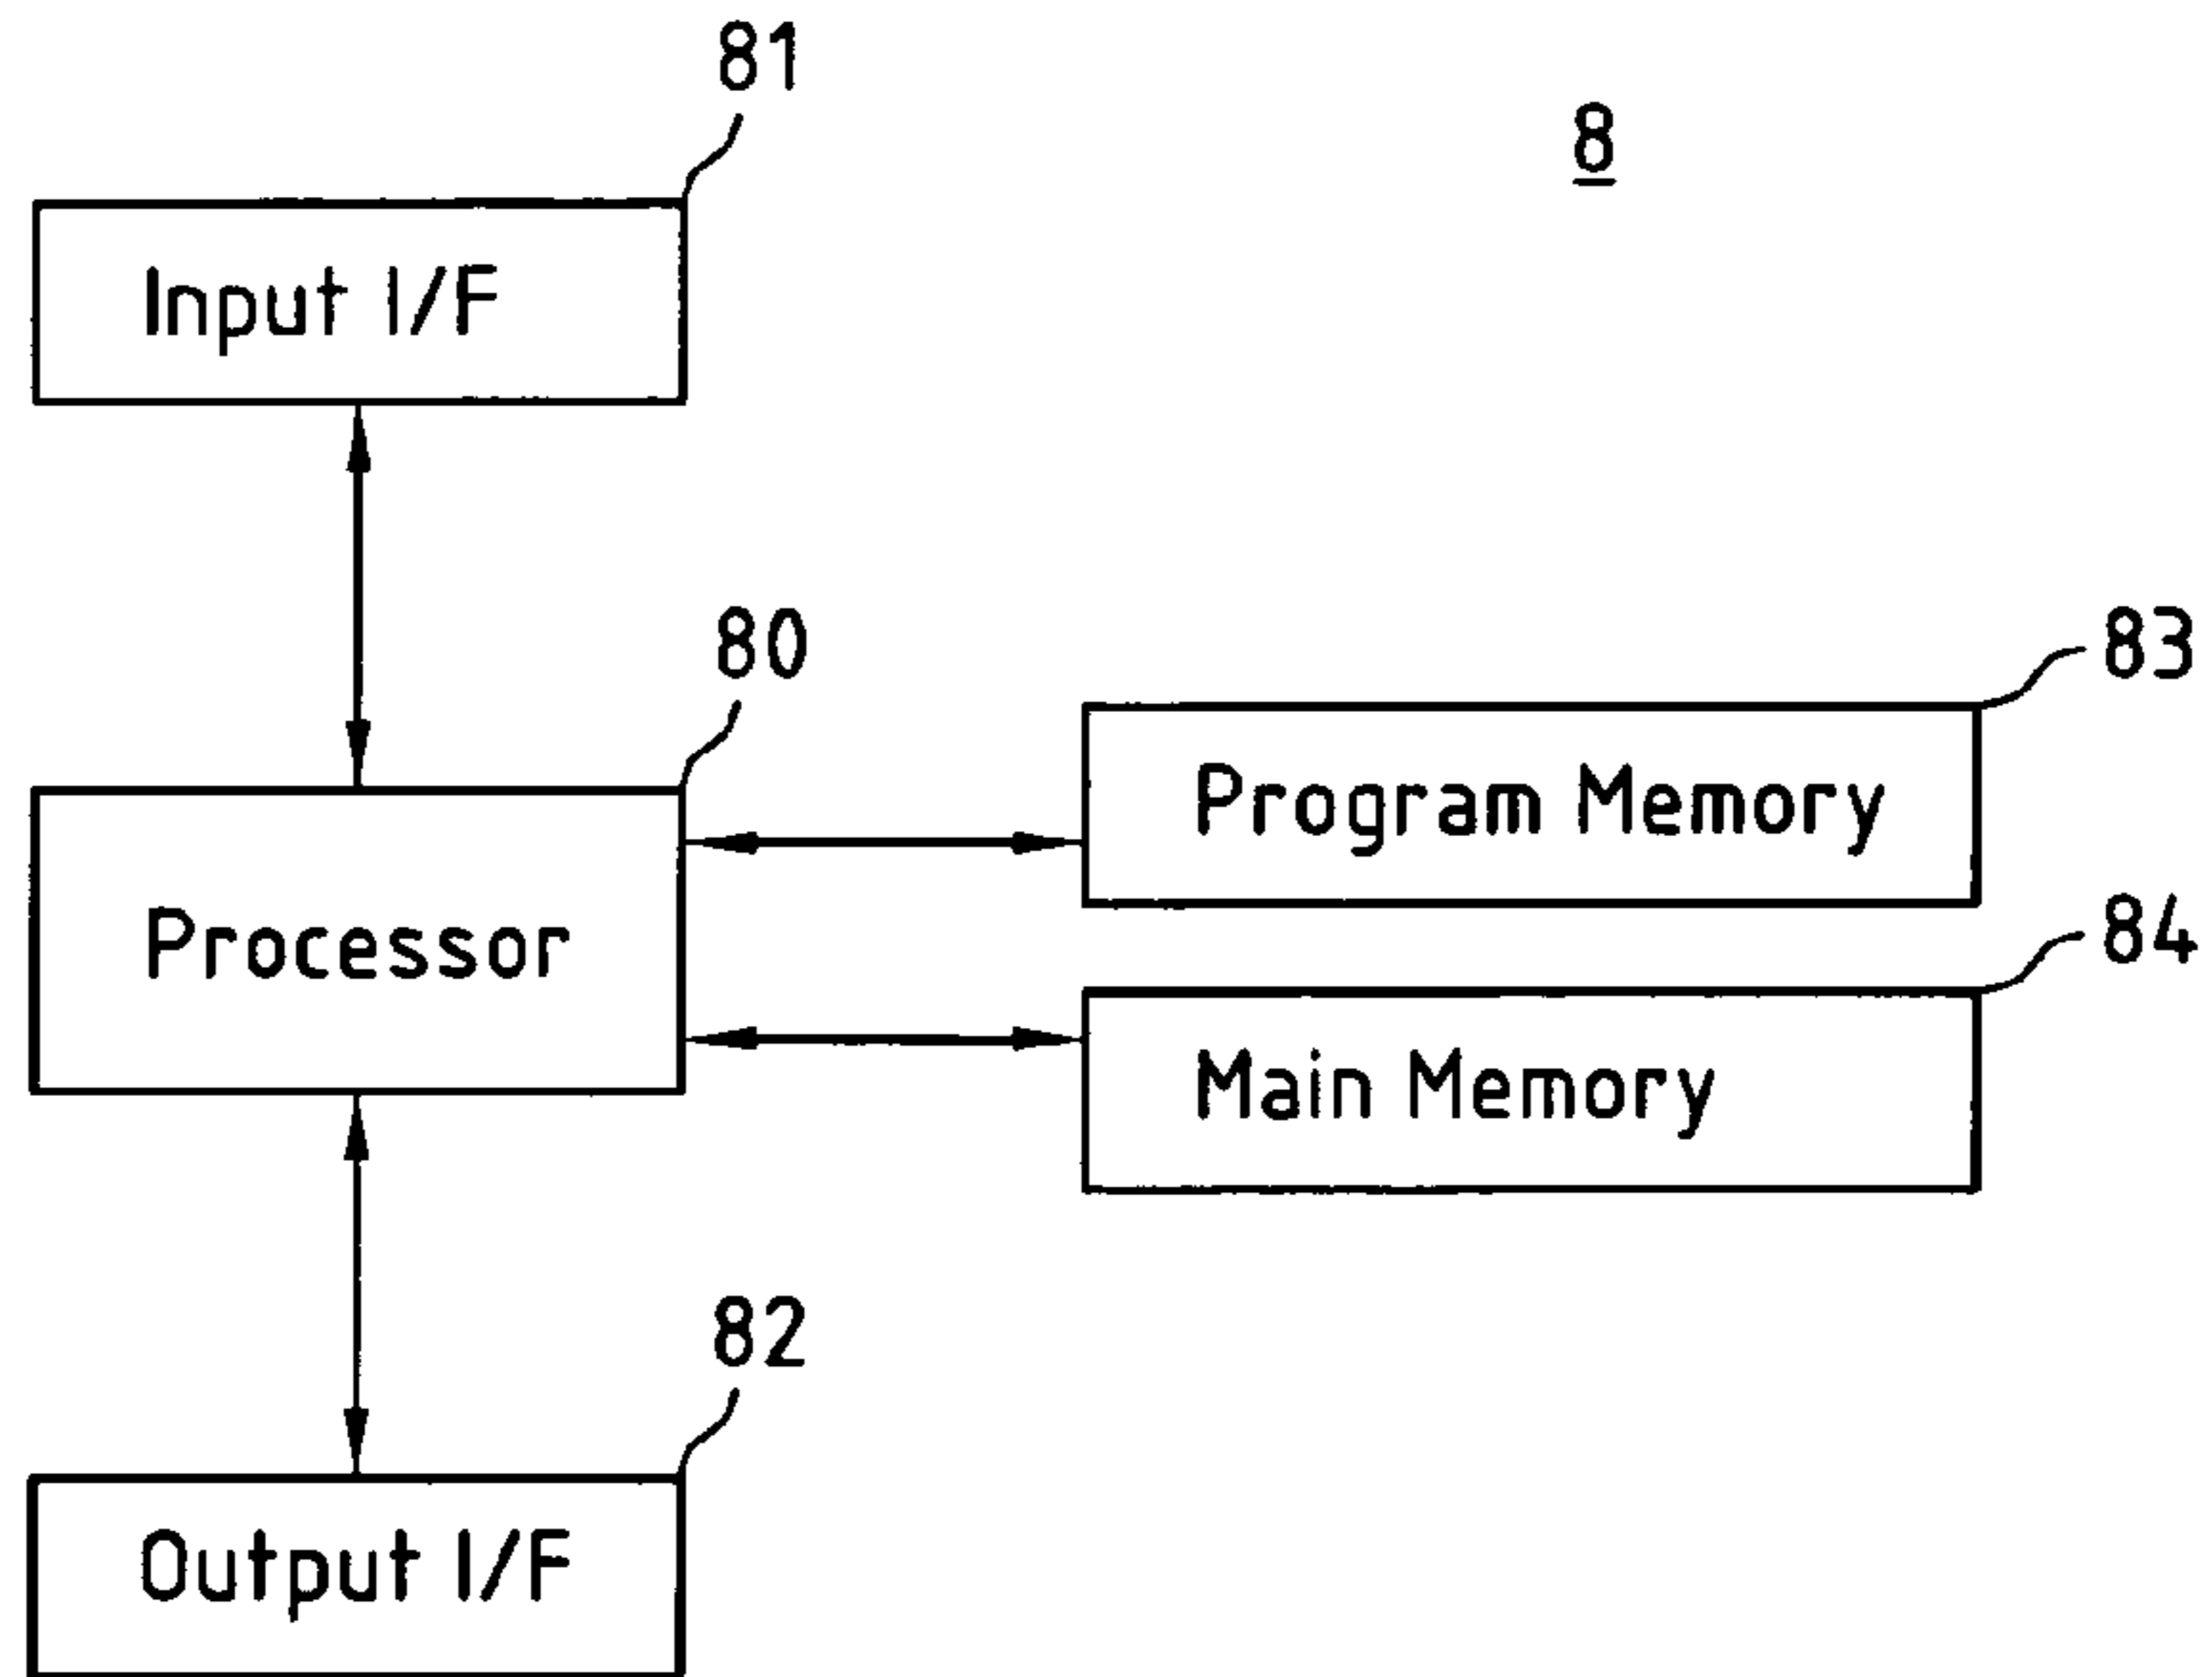 81
8
Input I/F
80
83
Program Memory
Processor
84
Main Memory
82
Output I/F